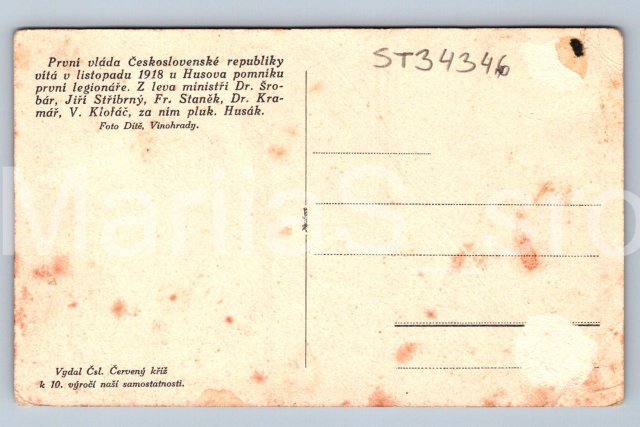 První vláda Československé republiky
vítá v listopadu 1918 u Husova pomníku
první legionáře. Z leva ministři Dr. Šro-
bár, Jiří Stříbrný, Fr. Staněk, Dr. Kra-
mář, V. Klofáč, za ním pluk. Husák.
Foto Dítě, Vinohrady.
ST34346
Vydal Čsl. Červený kříž
k 10. výročí naší samostatnosti.